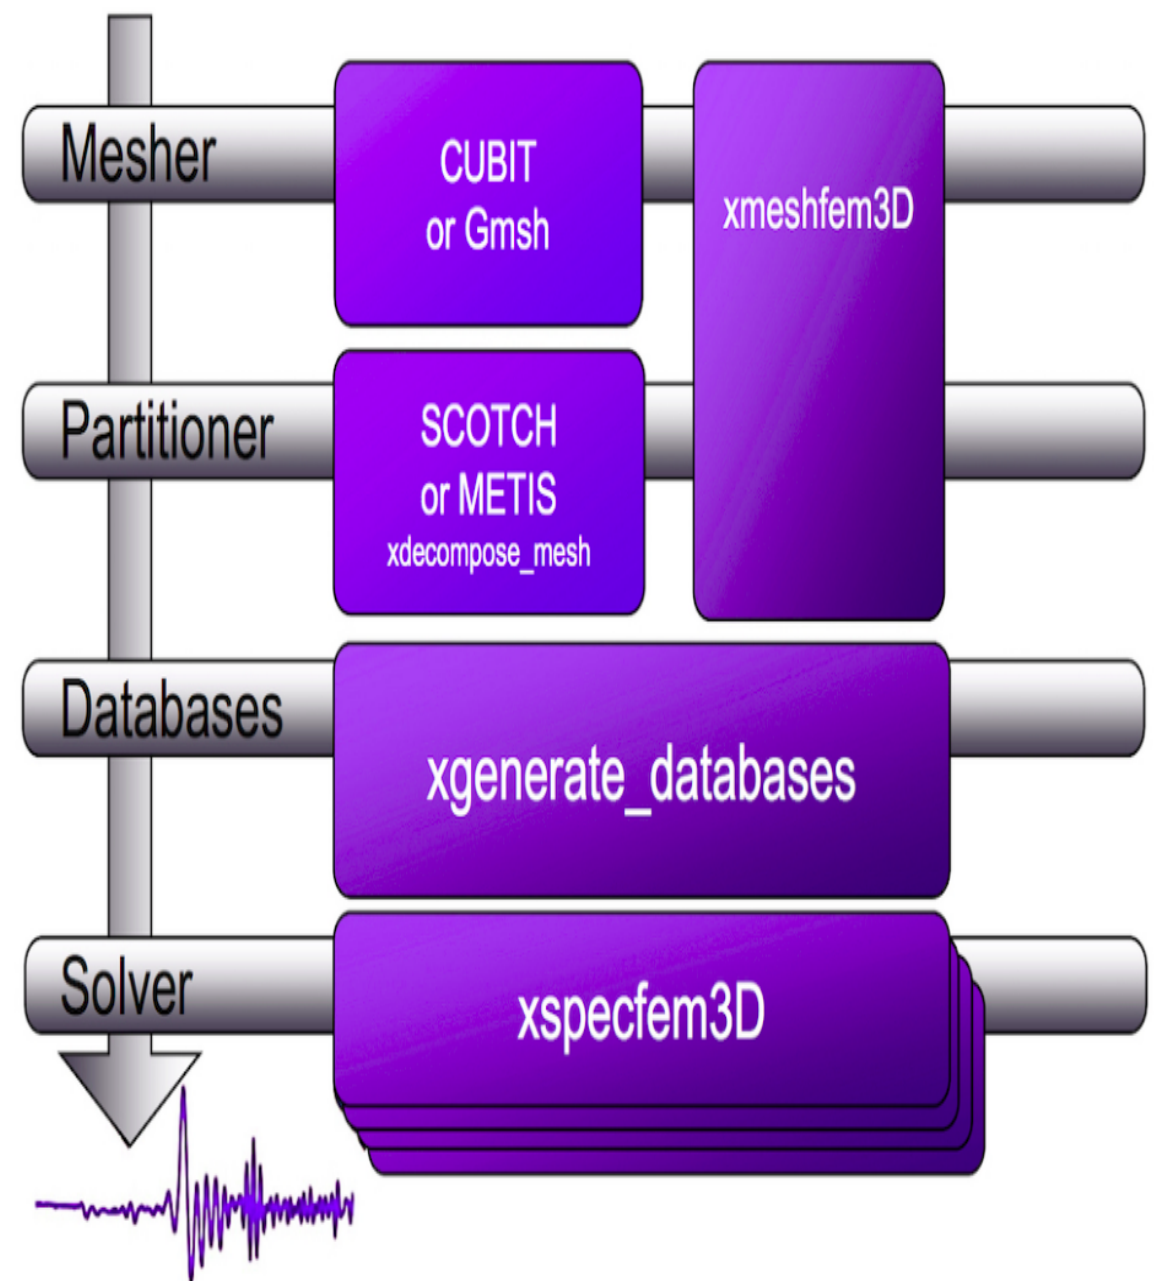 Mesher
CUBIT
or Gmsh
xmeshfem3D
Partitioner
SCOTCH
or METIS
xdecompose_mesh
Databases
xgenerate_databases
Solver
xspecfem3D